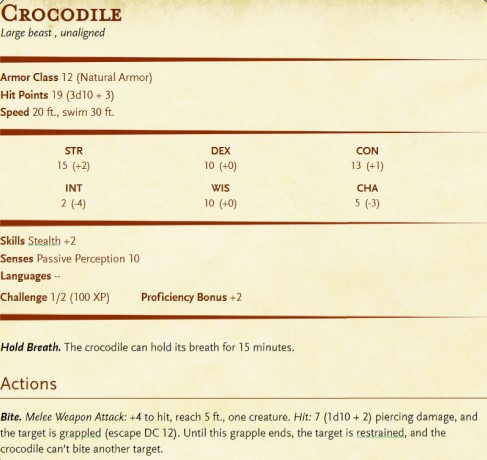 Crocodile
Large beast , unaligned
Armor Class 12 (Natural Armor)
Hit Points 19 (3d10 + 3)
Speed 20 ft., swim 30 ft.
STR DEX CON
15 (+2) 10 (+0) 13 (+1)
INT WIS CHA
2 (-4) 10 (+0) 5 (-3)
Skills Stealth +2
Senses Passive Perception 10
Languages --
Challenge 1/2 (100 XP) Proficiency Bonus +2
Hold Breath. The crocodile can hold its breath for 15 minutes.
Actions
Bite. Melee Weapon Attack: +4 to hit, reach 5 ft., one creature. Hit: 7 (1d10 + 2) piercing damage, and
the target is grappled (escape DC 12). Until this grapple ends, the target is restrained, and the
crocodile can't bite another target.